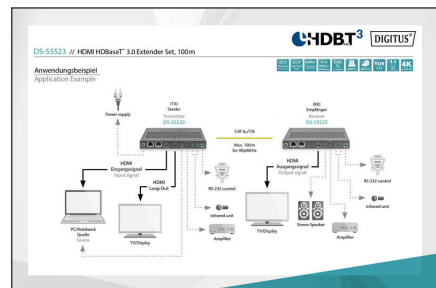 HDBT3
DIGITUS®
DS-55523 // HDMI HDBaseT™ 3.0 Extender Set, 100m
Anwendungsbeispiel
Application Example
YUV
4K
Power supply
(TX)
Sender
Transmitter
DS-55523
(RX)
Empfänger
Receiver
DS-55523
CAT 6A/7/8
Max. 100m
for 4K@60Hz
HDMI
Eingangssignal
Input signal
HDMI
Loop Out
RS-232 control
HDMI
Ausgangssignal
Output signal
RS-232 control
Infrared unit
Infrared unit
PC/Notebook
Quelle
Source
TV/Display
Amplifier
TV/Display
Stereo Speaker
Amplifier